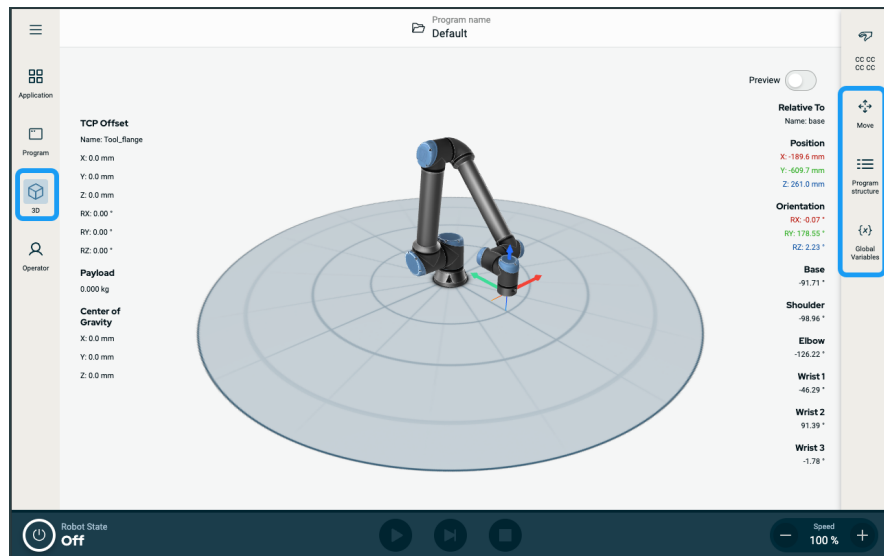 Program name
Default
Application
Program
3D
Operator
TCP Offset
Name: Tool_flange
X: 0.0 mm
Y: 0.0 mm
Z: 0.0 mm
RX: 0.00 °
RY: 0.00 °
RZ: 0.00 °
Payload
0.000 kg
Center of
Gravity
X: 0.0 mm
Y: 0.0 mm
Z: 0.0 mm
Preview
Relative To
Name: base
Position
X: -189.6 mm
Y: -609.7 mm
Z: 261.0 mm
Orientation
RX: -0.07 °
RY: 178.55 °
RZ: 2.23 °
Base
-91.71 °
Shoulder
-98.96 °
Elbow
-126.22 °
Wrist 1
-46.29 °
Wrist 2
91.39 °
Wrist 3
-1.78 °
CC CC
CC CC
Move
Program
structure
{x}
Global
Variables
Robot State
Off
Speed
100 %